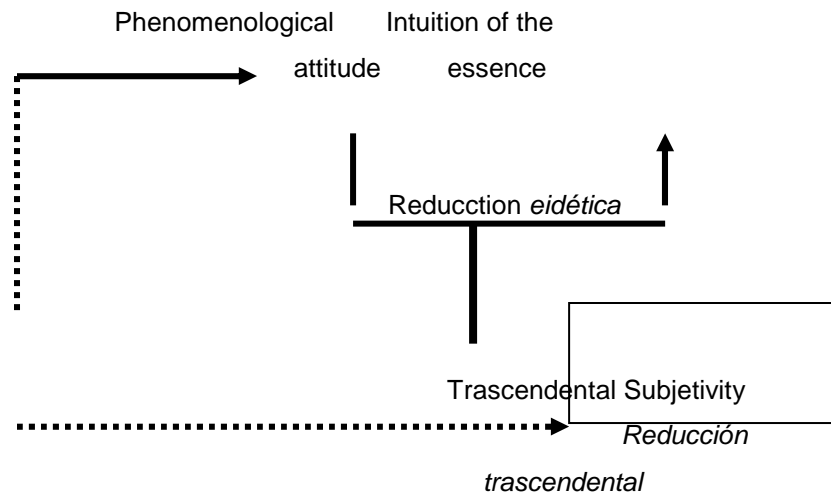 Phenomenological Intuition of the
attitude essence
Reducction eidética
Trascendental Subjetivity
Reducción
trascendental